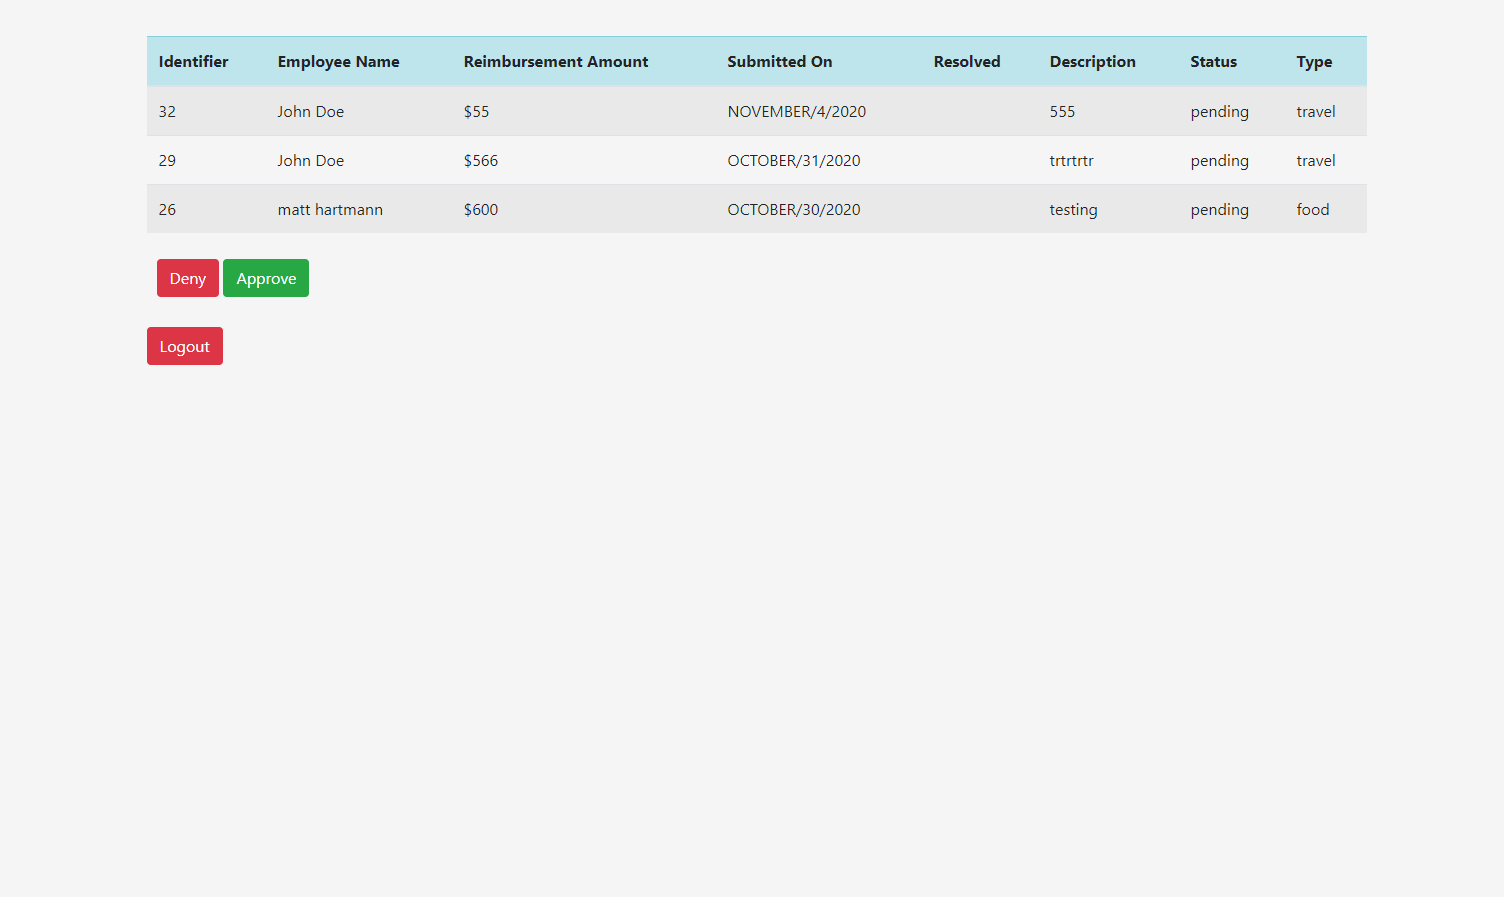 Identifier Employee Name Reimbursement Amount Submitted On Resolved Description Status Type
32 John Doe $55 NOVEMBER/4/2020 555 pending travel
29 John Doe $566 OCTOBER/31/2020 trtrtrtr pending travel
26 matt hartmann $600 OCTOBER/30/2020 testing pending food
Deny Approve
Logout